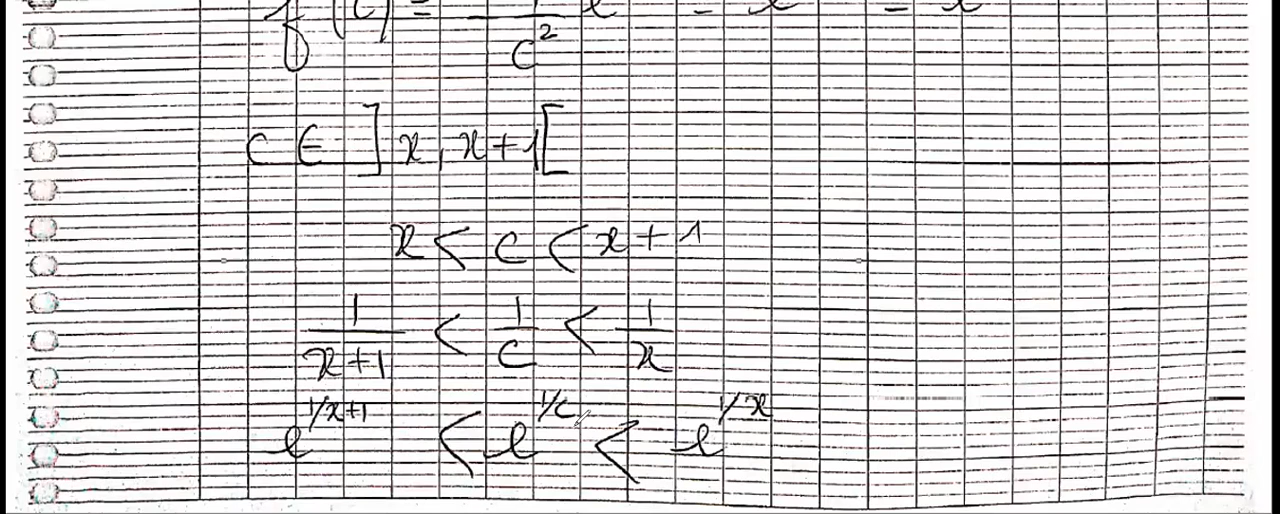 c ∈ ]x, x+1[
x < c < x+1
1/(x+1) < 1/c < 1/x
e^(1/x+1) < e^(1/c) < e^(1/x)